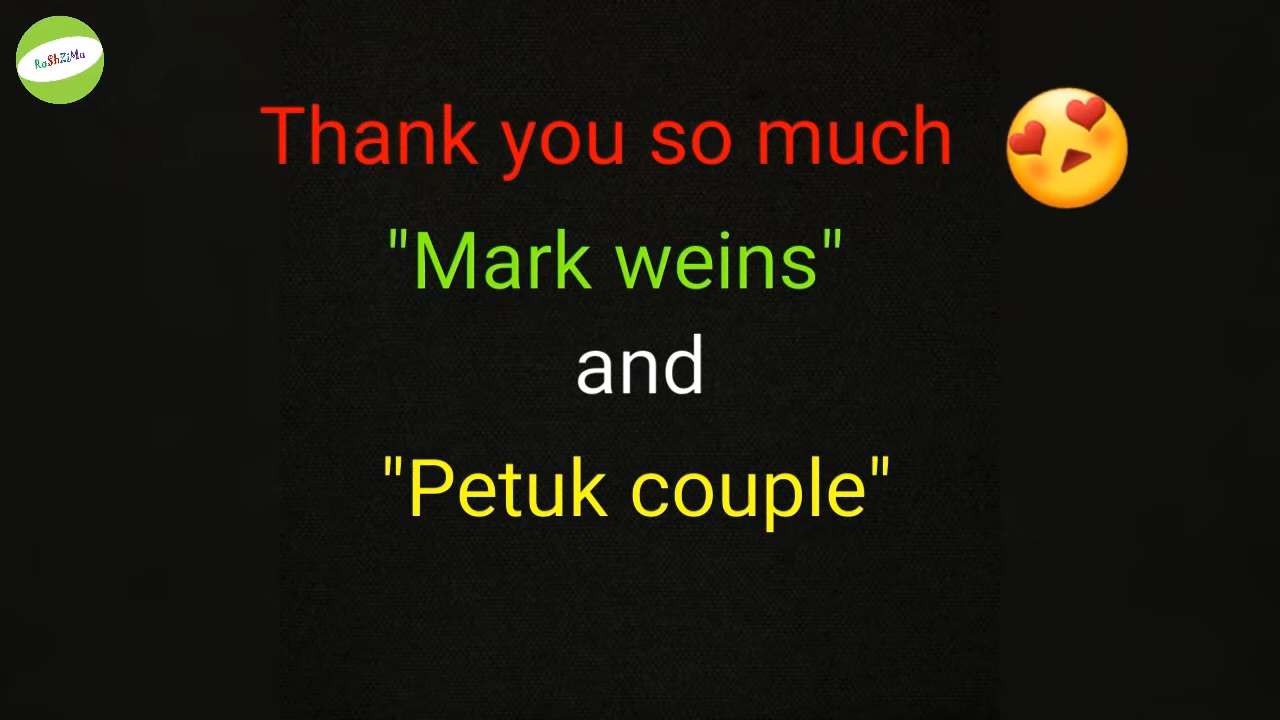 RoShZiMu
Thank you so much
"Mark weins"
and
"Petuk couple"